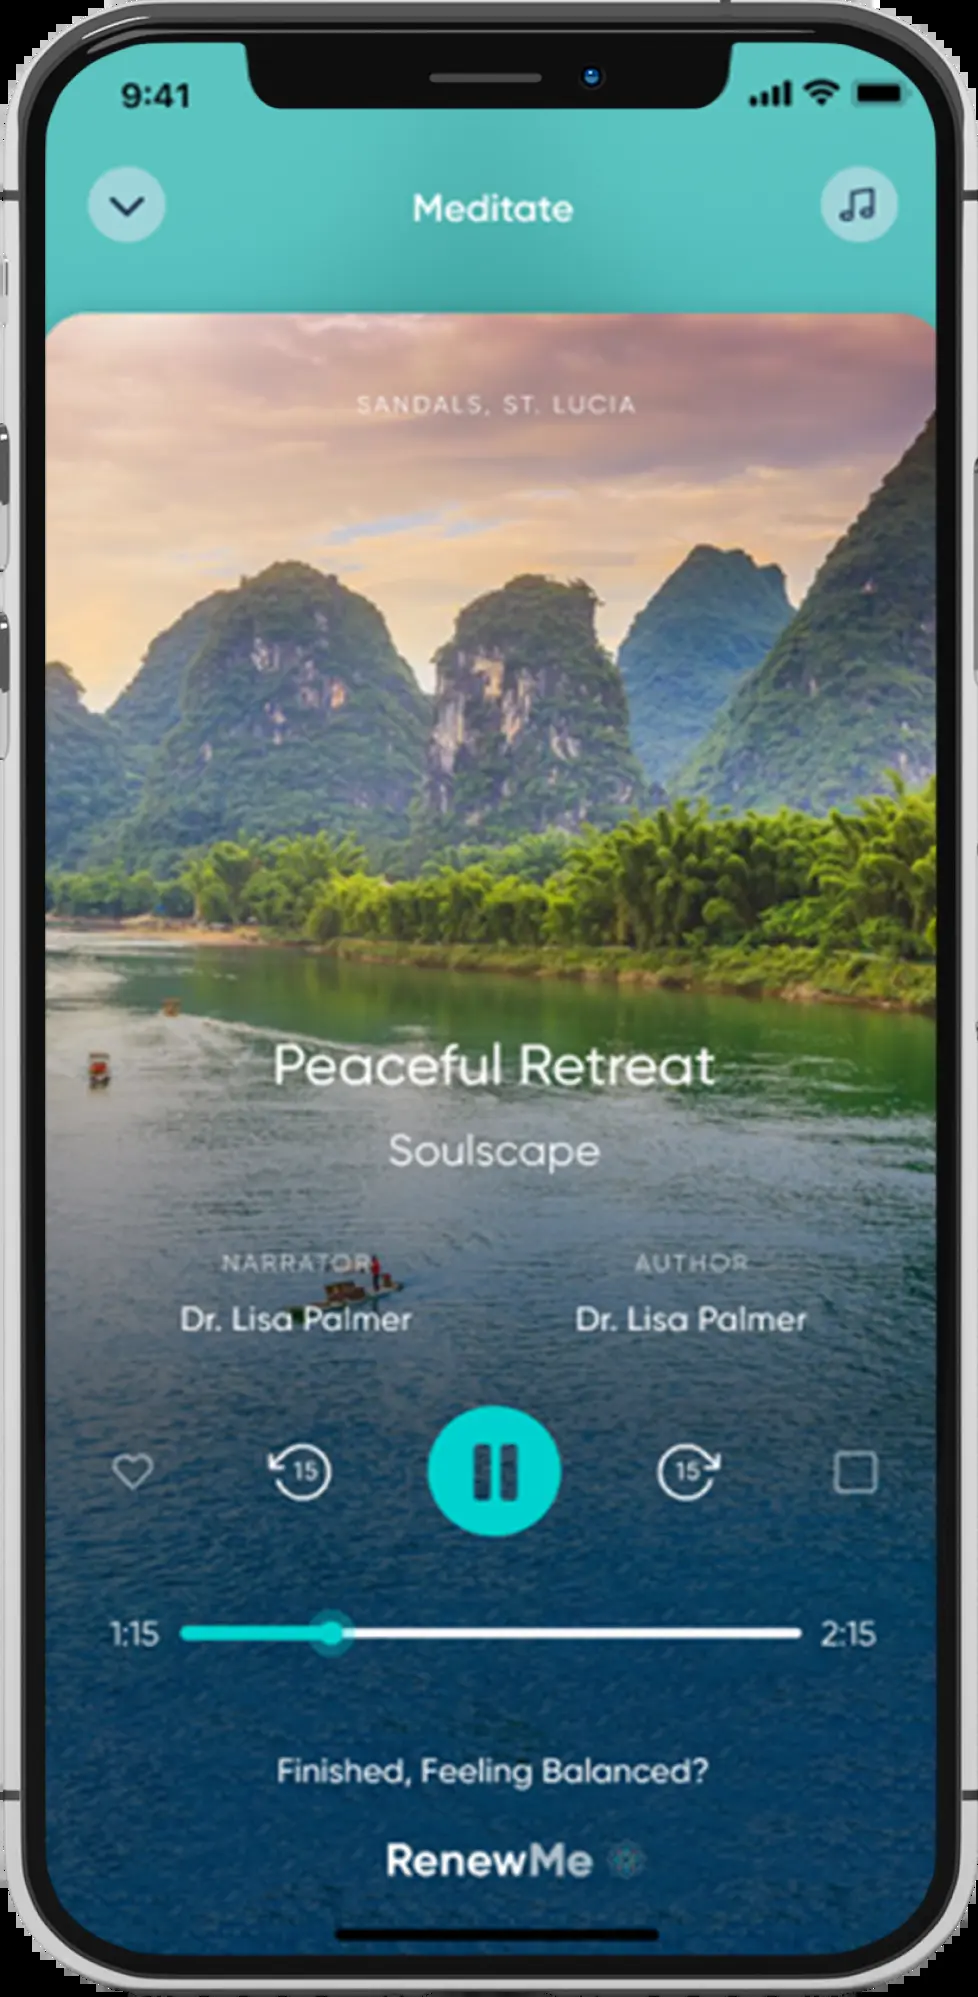 9:41
Meditate
SANDALS, ST. LUCIA
Peaceful Retreat
Soulscape
NARRATOR AUTHOR
Dr. Lisa Palmer Dr. Lisa Palmer
15 15
1:15 2:15
Finished, Feeling Balanced?
RenewMe